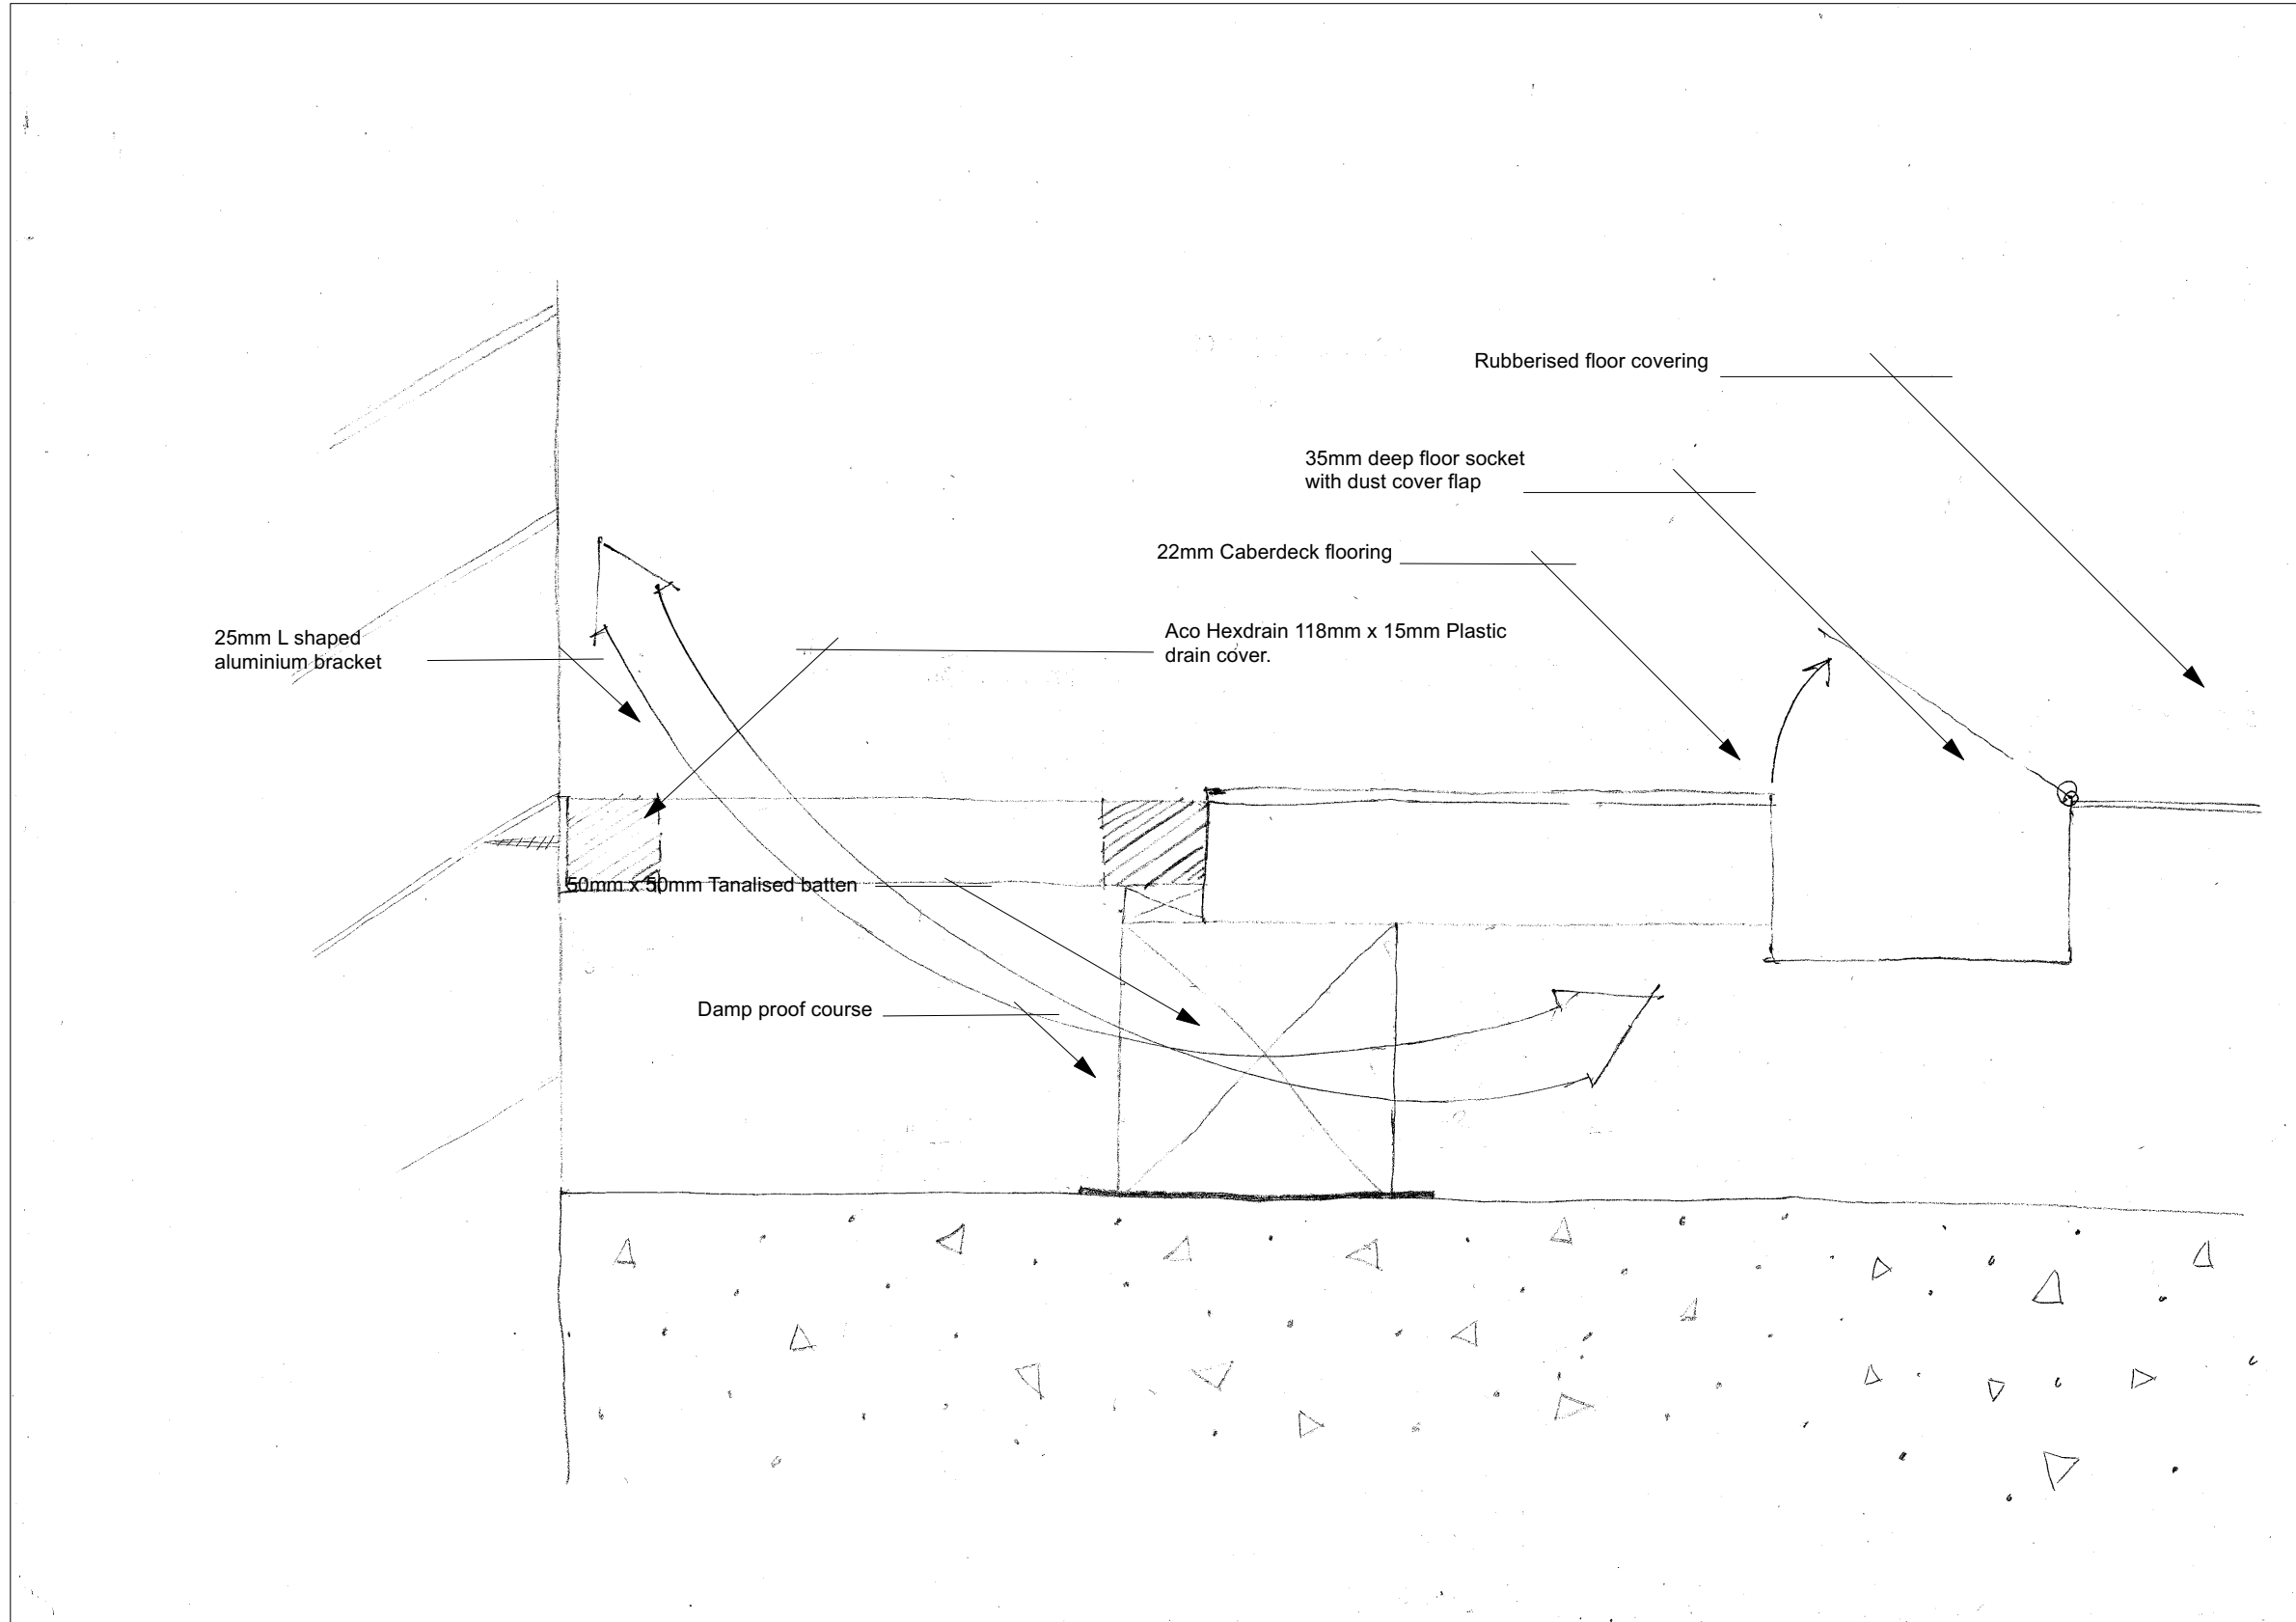 Rubberised floor covering
35mm deep floor socket
with dust cover flap
22mm Caberdeck flooring
25mm L shaped
aluminium bracket
Aco Hexdrain 118mm x 15mm Plastic
drain cover.
50mm x 50mm Tanalised batten
Damp proof course